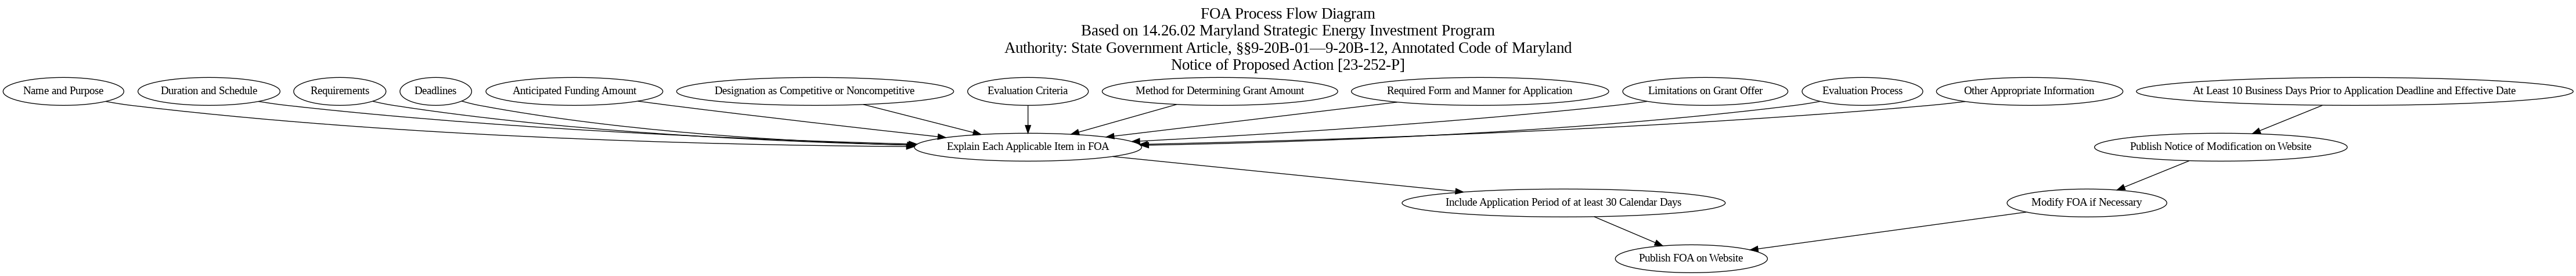 FOA Process Flow Diagram
Based on 14.26.02 Maryland Strategic Energy Investment Program
Authority: State Government Article, §§9-20B-01—9-20B-12, Annotated Code of Maryland
Notice of Proposed Action [23-252-P]
Name and Purpose
Duration and Schedule
Requirements
Deadlines
Anticipated Funding Amount
Designation as Competitive or Noncompetitive
Evaluation Criteria
Method for Determining Grant Amount
Required Form and Manner for Application
Limitations on Grant Offer
Evaluation Process
Other Appropriate Information
At Least 10 Business Days Prior to Application Deadline and Effective Date
Explain Each Applicable Item in FOA
Publish Notice of Modification on Website
Include Application Period of at least 30 Calendar Days
Modify FOA if Necessary
Publish FOA on Website